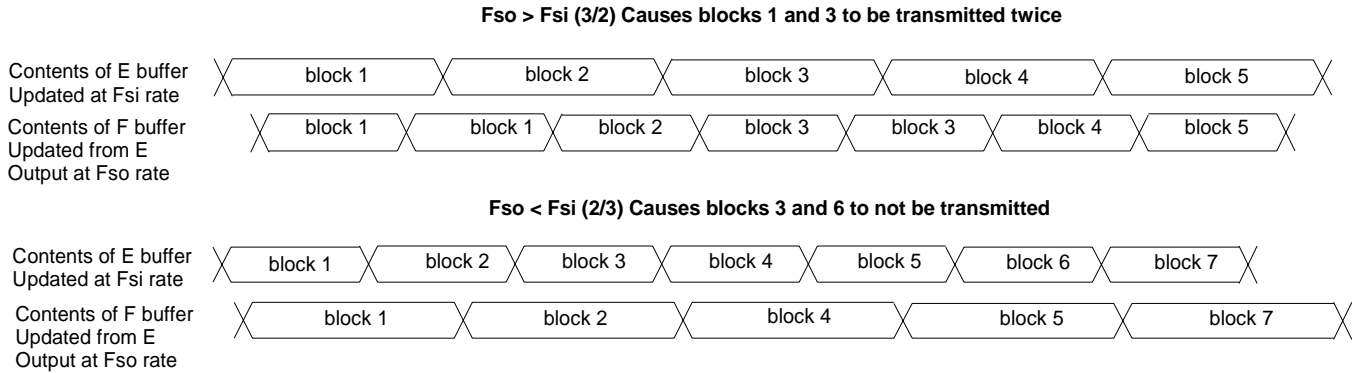 Fso > Fsi (3/2) Causes blocks 1 and 3 to be transmitted twice
Contents of E buffer
Updated at Fsi rate
block 1 block 2 block 3 block 4 block 5
Contents of F buffer
Updated from E
Output at Fso rate
block 1 block 1 block 2 block 3 block 3 block 4 block 5
Fso < Fsi (2/3) Causes blocks 3 and 6 to not be transmitted
Contents of E buffer
Updated at Fsi rate
block 1 block 2 block 3 block 4 block 5 block 6 block 7
Contents of F buffer
Updated from E
Output at Fso rate
block 1 block 2 block 4 block 5 block 7